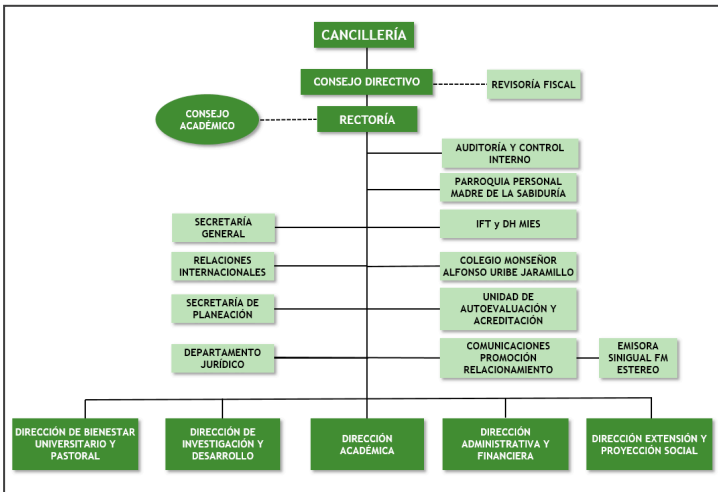 CANCILLERÍA
CONSEJO DIRECTIVO
REVISORÍA FISCAL
CONSEJO
ACADÉMICO
RECTORÍA
AUDITORÍA Y CONTROL
INTERNO
PARROQUIA PERSONAL
MADRE DE LA SABIDURÍA
SECRETARÍA
GENERAL
IFT y DH MIES
RELACIONES
INTERNACIONALES
COLEGIO MONSEÑOR
ALFONSO URIBE JARAMILLO
SECRETARÍA DE
PLANEACIÓN
UNIDAD DE
AUTOEVALUACIÓN Y
ACREDITACIÓN
DEPARTAMENTO
JURÍDICO
COMUNICACIONES
PROMOCIÓN
RELACIONAMIENTO
EMISORA
SINIGUAL FM
ESTEREO
DIRECCIÓN DE BIENESTAR
UNIVERSITARIO Y
PASTORAL
DIRECCIÓN DE
INVESTIGACIÓN Y
DESARROLLO
DIRECCIÓN
ACADÉMICA
DIRECCIÓN
ADMINISTRATIVA Y
FINANCIERA
DIRECCIÓN EXTENSIÓN Y
PROYECCIÓN SOCIAL